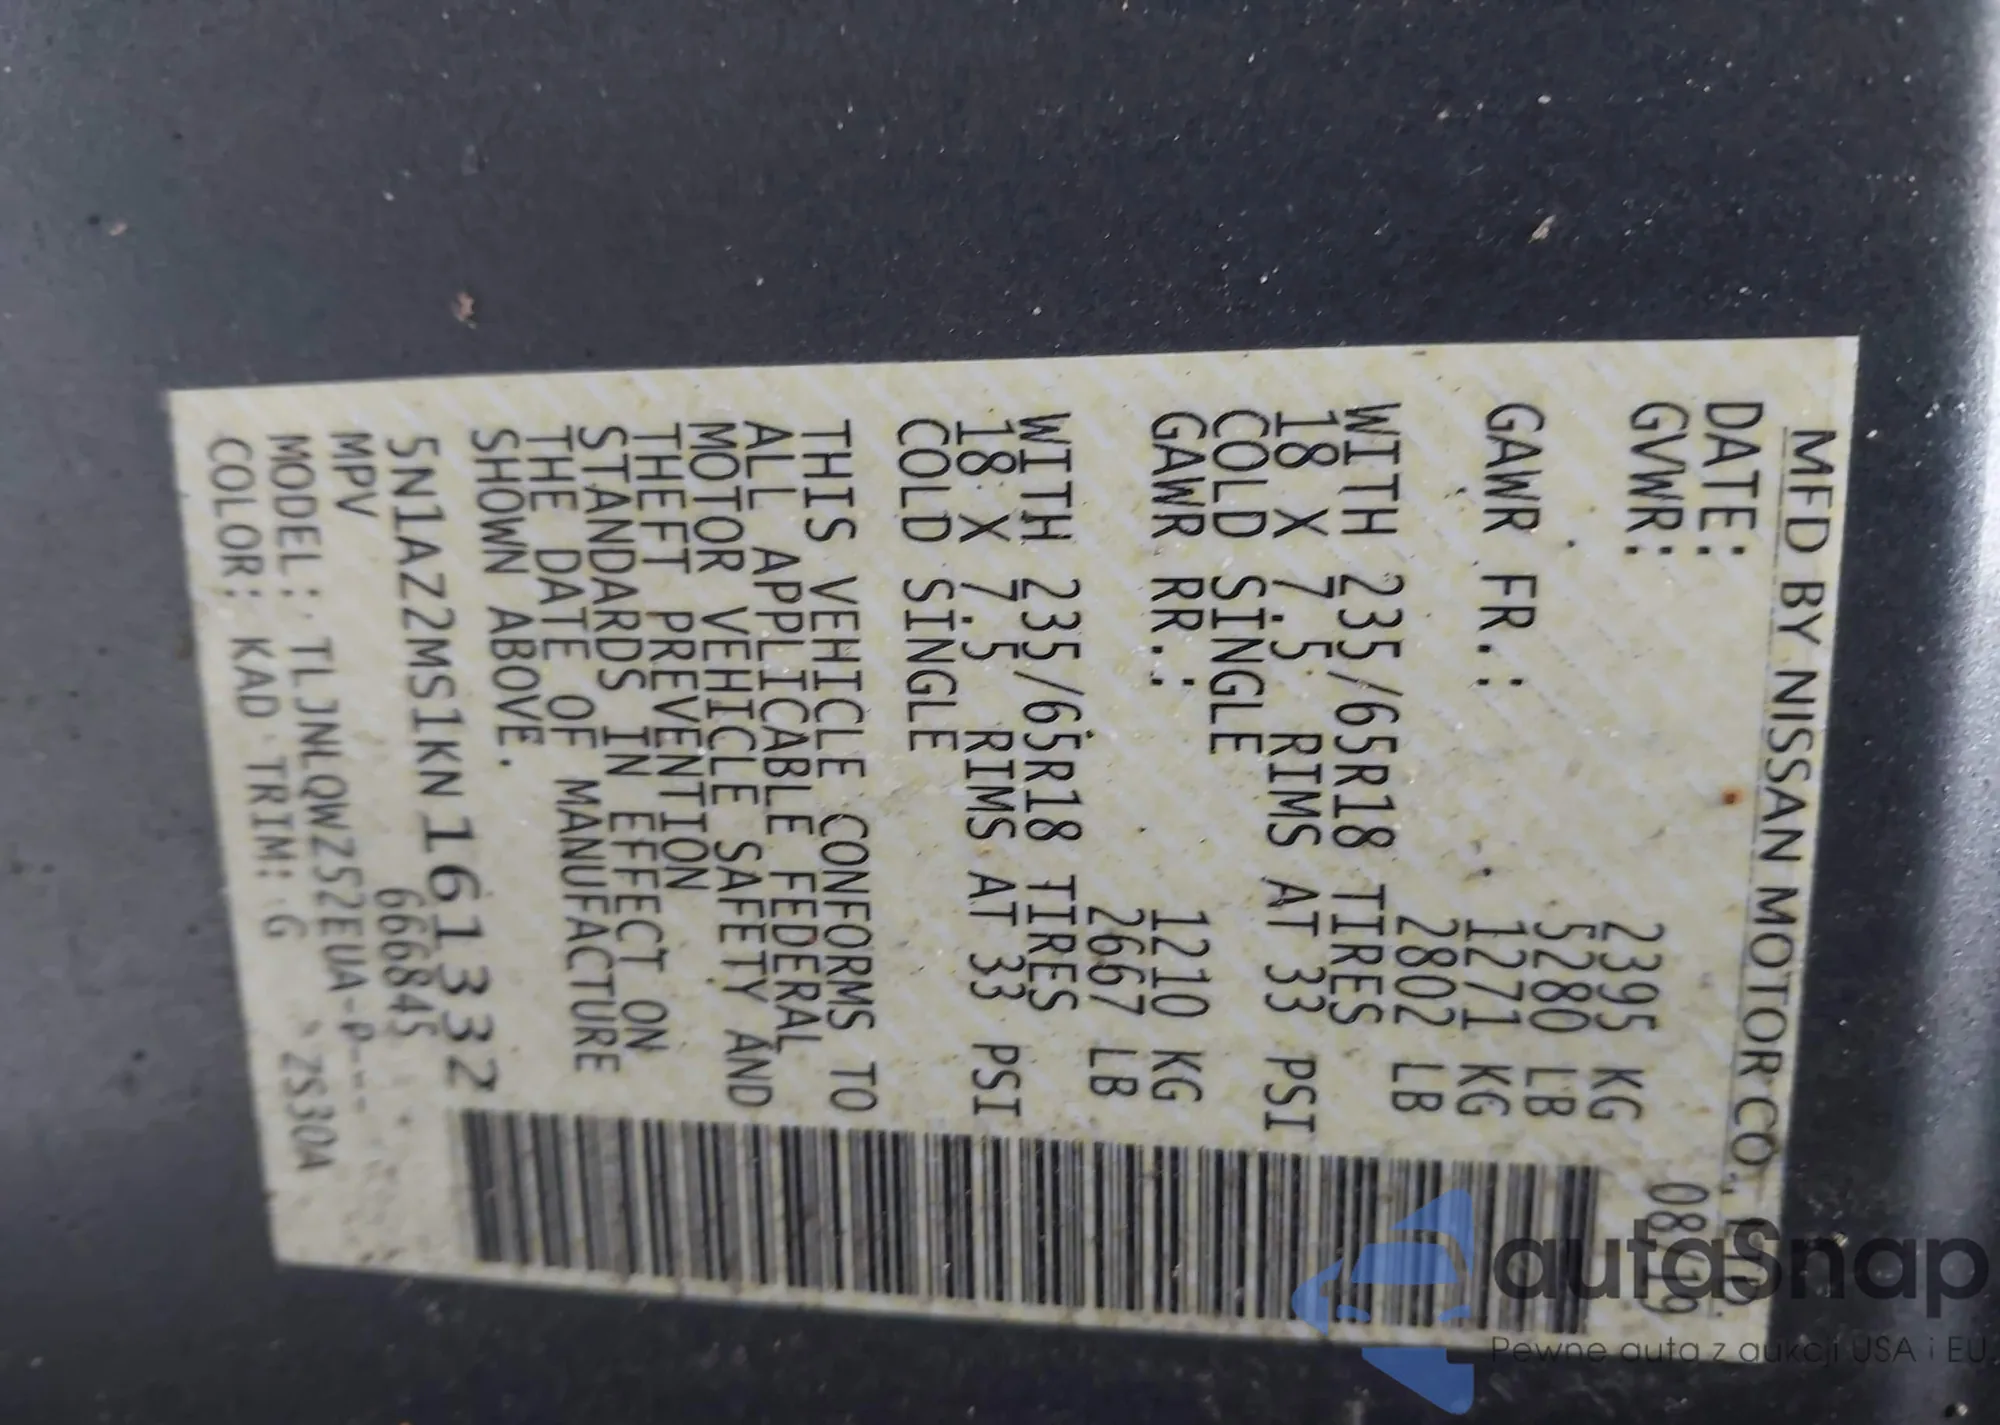 MFD BY NISSAN MOTOR CO.,
DATE: 08/19
GVWR: 2395 KG
5280 LB
GAWR FR.: 1271 KG
2802 LB
WITH 235/65R18 TIRES
18 X 7.5 RIMS AT 33 PSI
COLD SINGLE
GAWR RR.: 1210 KG
2667 LB
WITH 235/65R18 TIRES
18 X 7.5 RIMS AT 33 PSI
COLD SINGLE
THIS VEHICLE CONFORMS TO
ALL APPLICABLE FEDERAL
MOTOR VEHICLE SAFETY AND
THEFT PREVENTION
STANDARDS IN EFFECT ON
THE DATE OF MANUFACTURE
SHOWN ABOVE.
5N1AZ2MS1KN161332
MPV 666845
MODEL: TLJNLQWZ52EUA-P---
COLOR: KAD TRIM: G ZS30A
autaSnap
Pewne auta z aukcji USA i EU